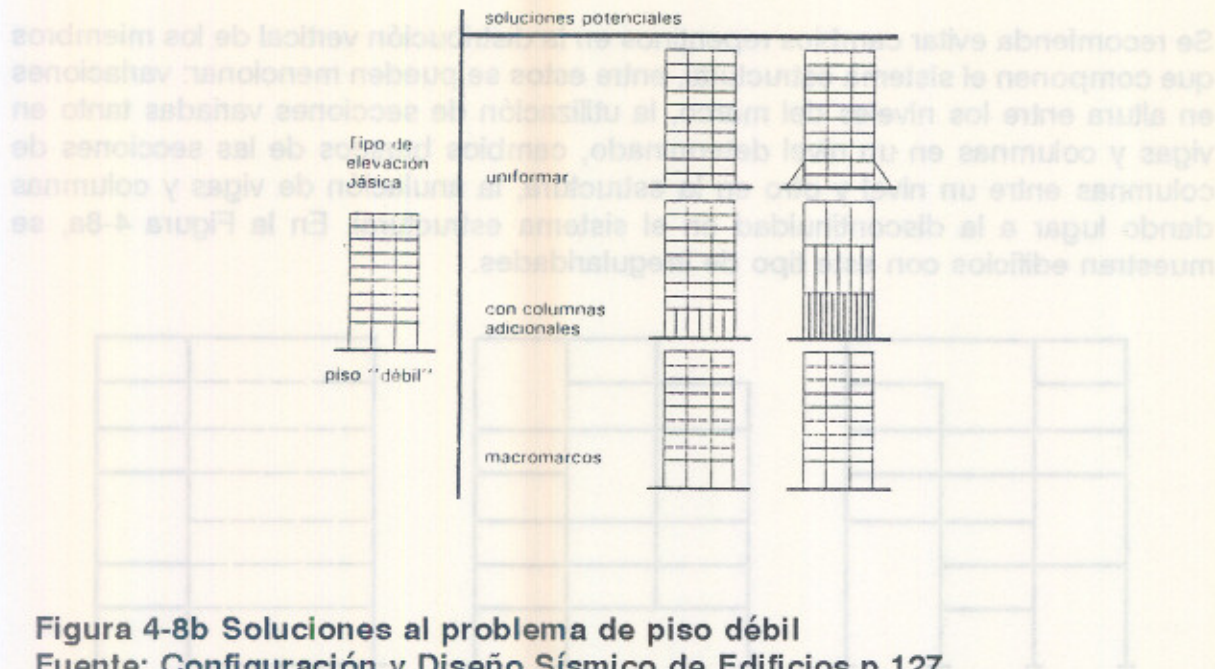 soluciones potenciales
Se recomienda evitar cambios repentinos en la distribución vertical de los miembros
que componen el sistema estructural, entre estos se pueden mencionar: variaciones
en altura entre los niveles del marco, la utilización de secciones variadas tanto en
vigas y columnas en un nivel determinado, cambios de las secciones de
columnas entre un nivel y otro en la estructura, la anulación de vigas y columnas
dando lugar a la discontinuidad en el sistema estructural. En la Figura 4-8a, se
muestran edificios con este tipo de irregularidades.
Tipo de
elevación
básica
uniformar
con columnas
adicionales
piso "débil"
macromarcos
Figura 4-8b Soluciones al problema de piso débil
Fuente: Configuración y Diseño Sísmico de Edificios p.127